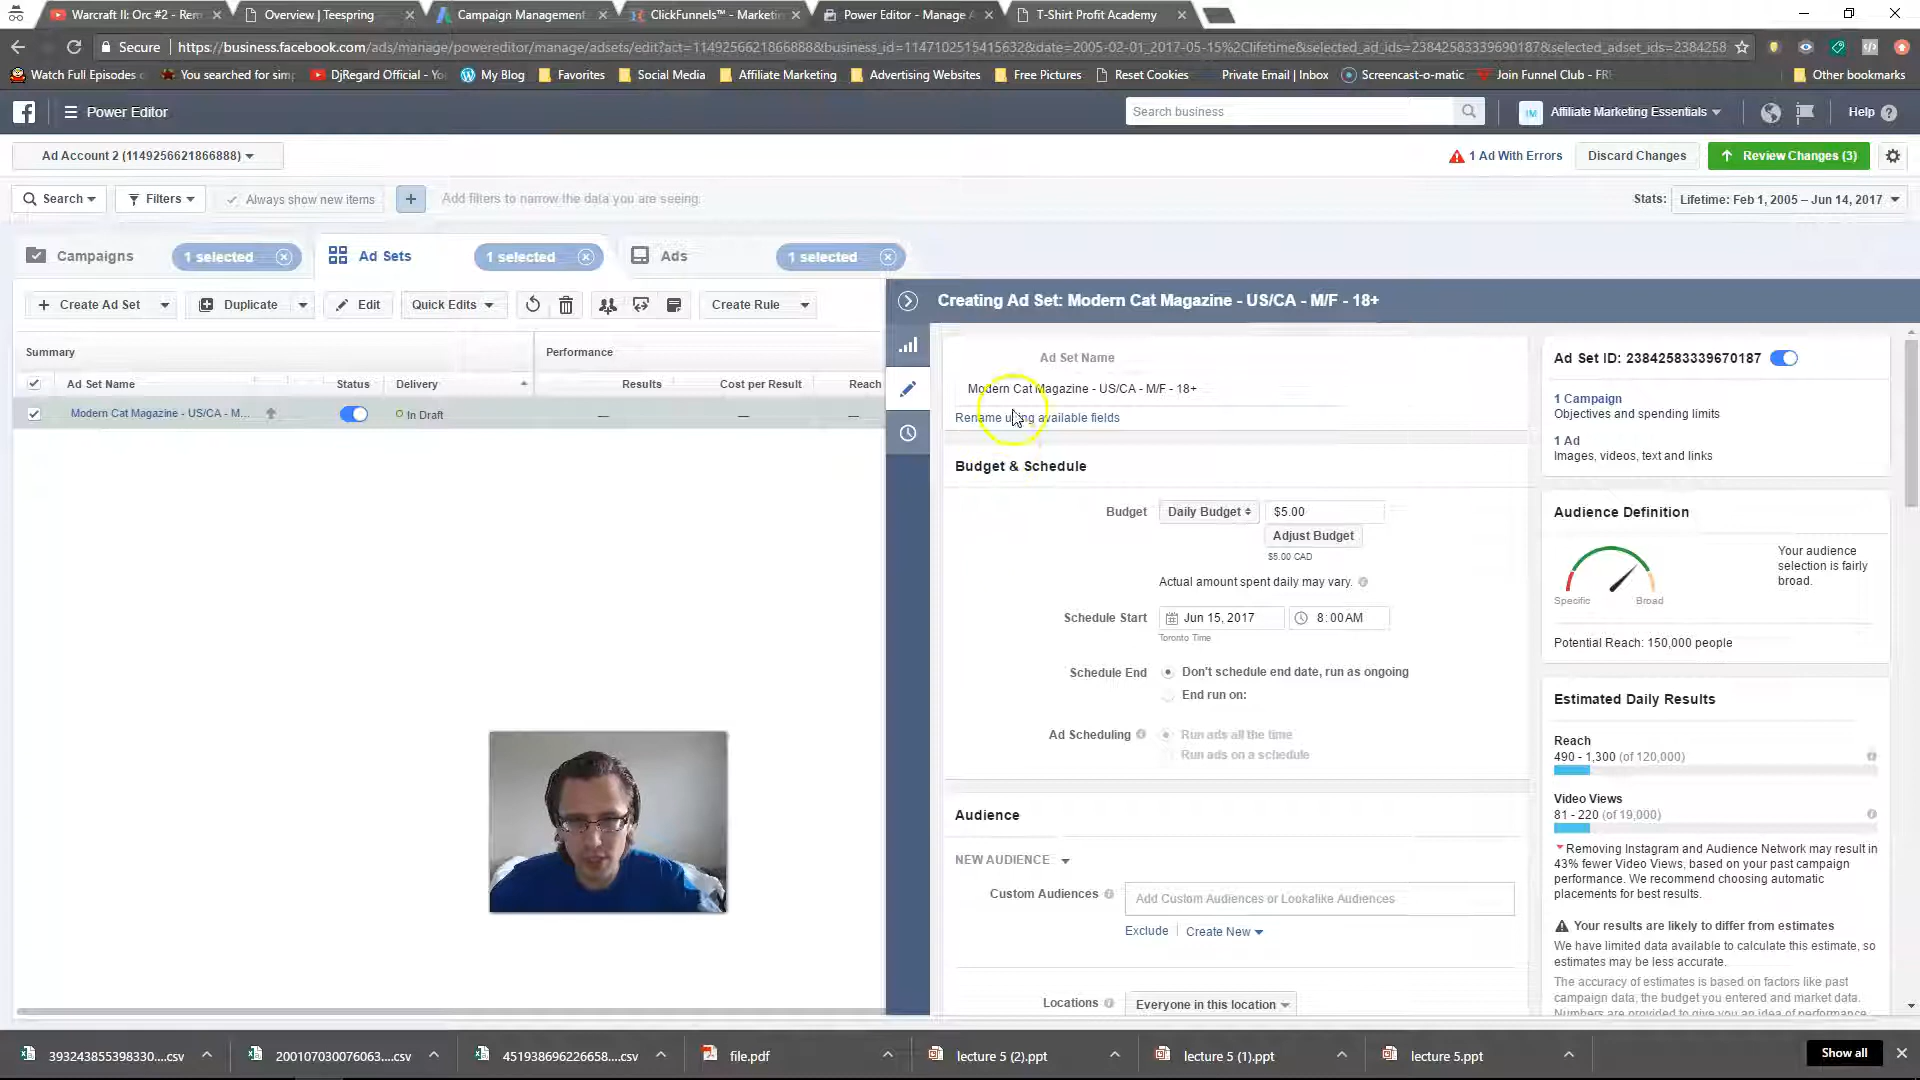 Warcraft II: Orc #2 - Rem
Overview | Teespring
Campaign Management
ClickFunnels™ - Marketi
Power Editor - Manage A
T-Shirt Profit Academy
Secure
https://business.facebook.com/ads/manage/powereditor/manage/adsets/edit?act=1149256621866888&business_id=1147102515415632&date=2005-02-01_2017-05-15%2Clifetime&selected_ad_ids=23842583339690187&selected_adset_ids=2384258
Watch Full Episodes
You searched for sim
DjRegard Official - Yo
My Blog
Favorites
Social Media
Affiliate Marketing
Advertising Websites
Free Pictures
Reset Cookies
Private Email | Inbox
Screencast-o-matic
Join Funnel Club - FR
Other bookmarks
Power Editor
Search business
IM
Affiliate Marketing Essentials
Help
Ad Account 2 (1149256621866888)
1 Ad With Errors
Discard Changes
Review Changes (3)
Search
Filters
Always show new items
+
Add filters to narrow the data you are seeing.
Stats:
Lifetime: Feb 1, 2005 – Jun 14, 2017
Campaigns
1 selected
Ad Sets
1 selected
Ads
1 selected
+ Create Ad Set
Duplicate
Edit
Quick Edits
Create Rule
Creating Ad Set: Modern Cat Magazine - US/CA - M/F - 18+
Summary
Performance
Ad Set Name
Status
Delivery
Results
Cost per Result
Reach
Modern Cat Magazine - US/CA - M...
In Draft
—
—
—
Ad Set Name
Modern Cat Magazine - US/CA - M/F - 18+
Rename using available fields
Budget & Schedule
Budget
Daily Budget
$5.00
Adjust Budget
$5.00 CAD
Actual amount spent daily may vary.
Schedule Start
Jun 15, 2017
8:00AM
Toronto Time
Schedule End
Don't schedule end date, run as ongoing
End run on:
Ad Scheduling
Run ads all the time
Run ads on a schedule
Audience
NEW AUDIENCE
Custom Audiences
Add Custom Audiences or Lookalike Audiences
Exclude
Create New
Locations
Everyone in this location
Ad Set ID: 23842583339670187
1 Campaign
Objectives and spending limits
1 Ad
Images, videos, text and links
Audience Definition
Your audience
selection is fairly
broad.
Specific
Broad
Potential Reach: 150,000 people
Estimated Daily Results
Reach
490 - 1,300 (of 120,000)
Video Views
81 - 220 (of 19,000)
Removing Instagram and Audience Network may result in
43% fewer Video Views, based on your past campaign
performance. We recommend choosing automatic
placements for best results.
Your results are likely to differ from estimates
We have limited data available to calculate this estimate, so
estimates may be less accurate.
The accuracy of estimates is based on factors like past
campaign data, the budget you entered and market data.
Numbers are provided to give you an idea of performance
393243855398330....csv
200107030076063....csv
451938696226658....csv
file.pdf
lecture 5 (2).ppt
lecture 5 (1).ppt
lecture 5.ppt
Show all